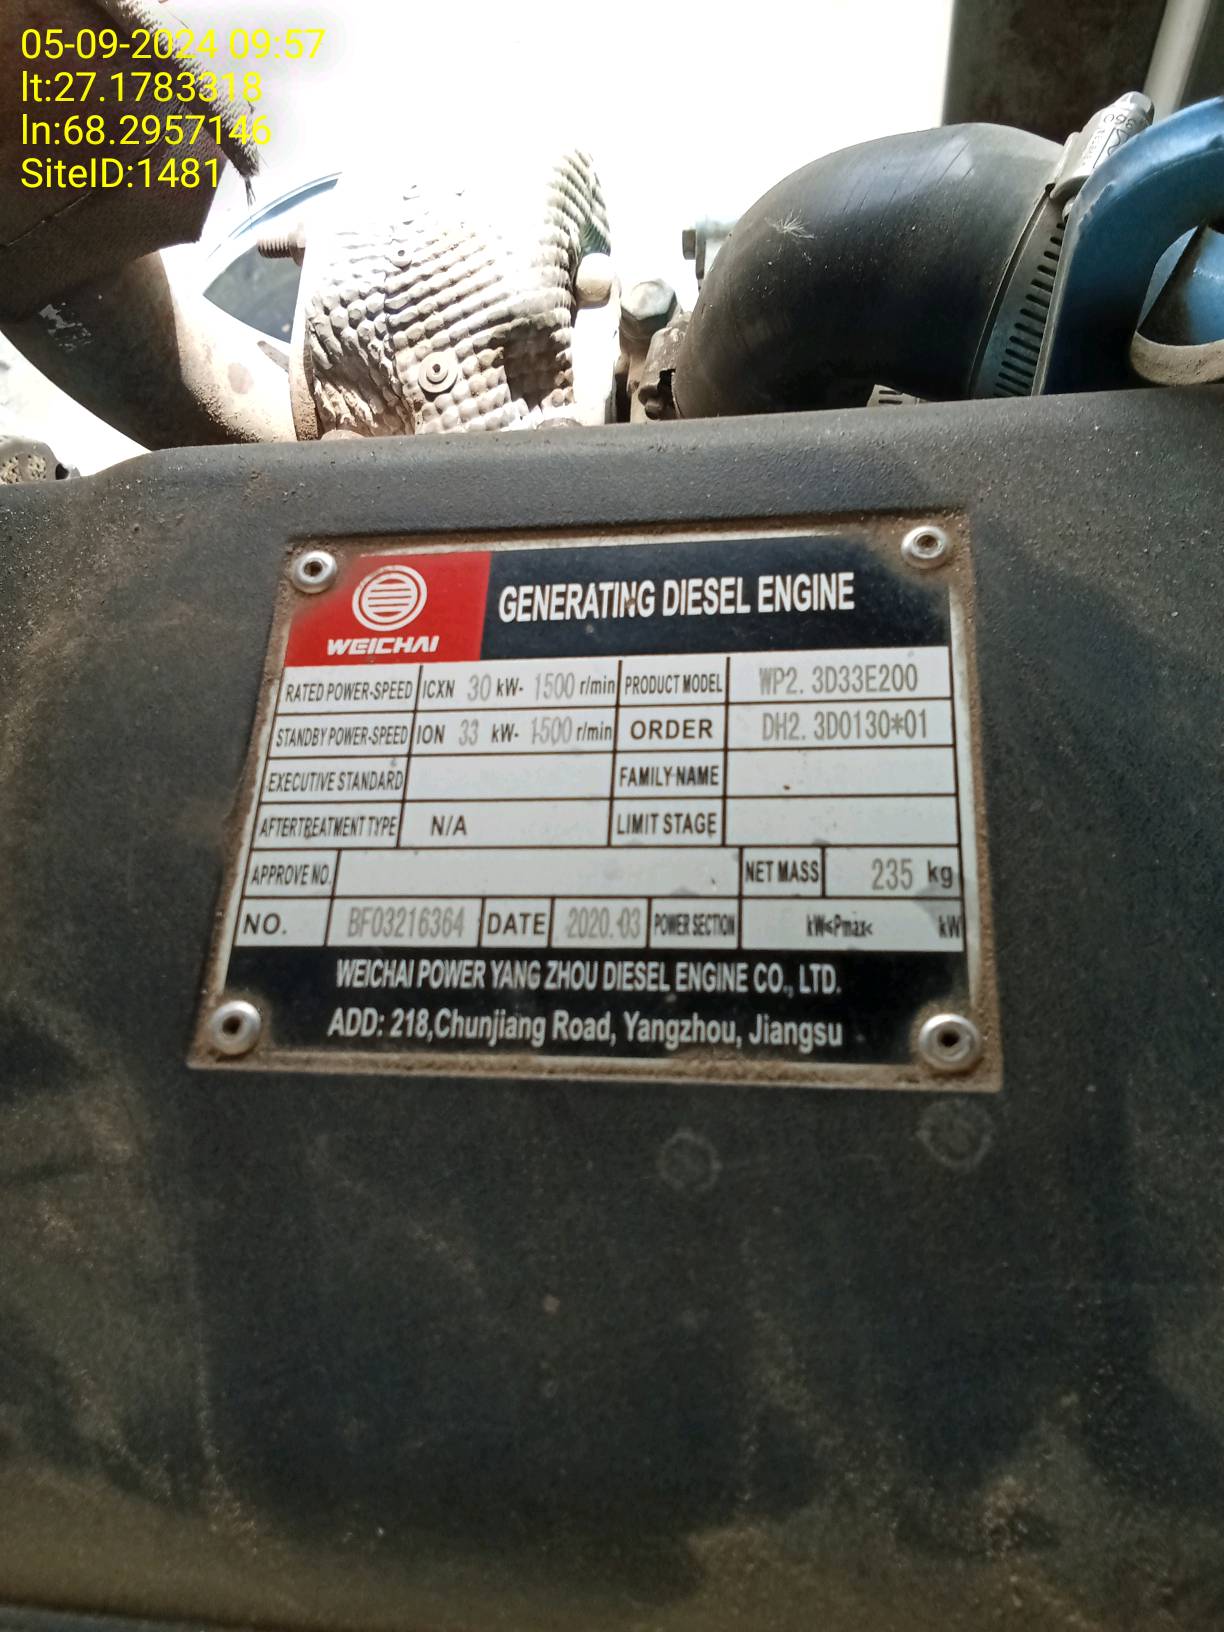 05-09-2024 09:57
lt:27.1783318
ln:68.2957146
SiteID:1481
WEICHAI
GENERATING DIESEL ENGINE
RATED POWER-SPEED ICXN 30 kW- 1500 r/min PRODUCT MODEL WP2.3D33E200
STANDBY POWER-SPEED ION 33 kW- 1500 r/min ORDER DH2.3D0130*01
EXECUTIVE STANDARD FAMILY NAME
AFTERTREATMENT TYPE N/A LIMIT STAGE
APPROVE NO. NET MASS 235 kg
NO. BF03216364 DATE 2020.03 POWER SECTION kW<Pmax< kW
WEICHAI POWER YANG ZHOU DIESEL ENGINE CO., LTD.
ADD: 218,Chunjiang Road, Yangzhou, Jiangsu